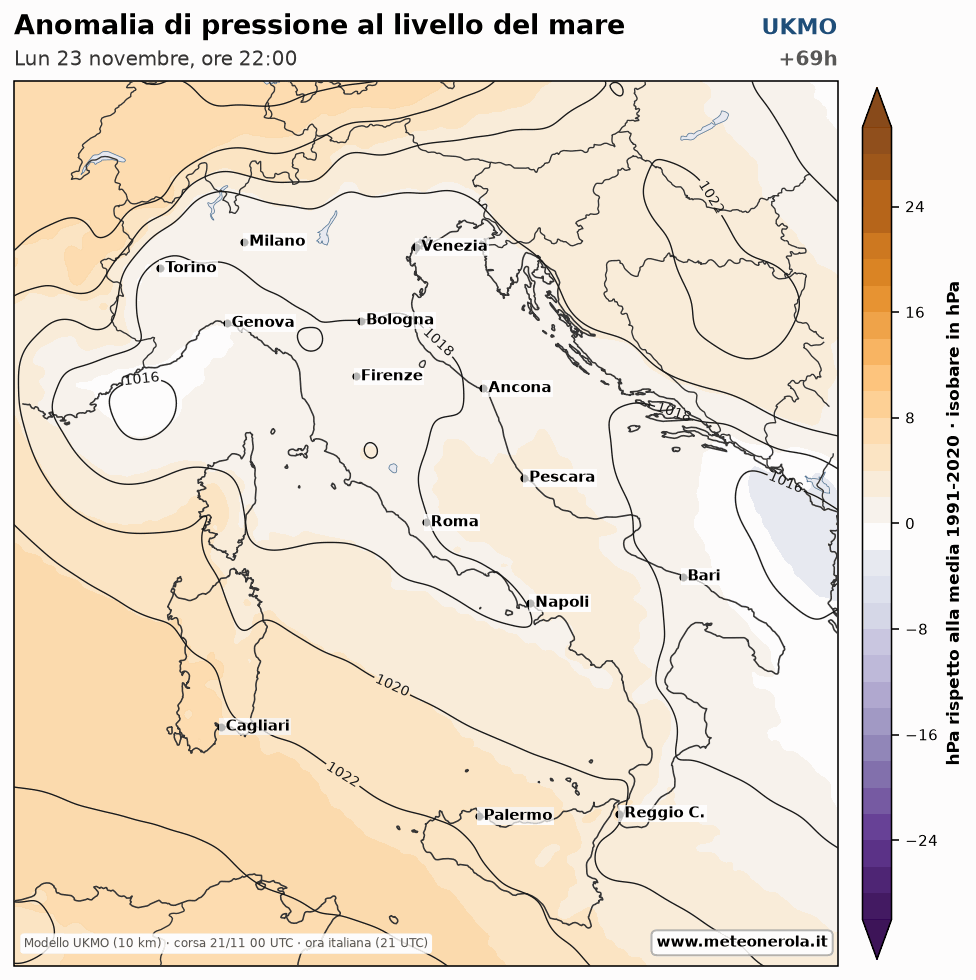 Anomalia di pressione al livello del mare
UKMO
Lun 23 novembre, ore 22:00
+69h
1022
Milano
Venezia
Torino
Genova
Bologna
1018
Firenze
1016
Ancona
1018
Pescara
1016
Roma
Bari
Napoli
1020
Cagliari
1022
Palermo
Reggio C.
24
16
8
0
−8
−16
−24
hPa rispetto alla media 1991-2020 · isobare in hPa
Modello UKMO (10 km) · corsa 21/11 00 UTC · ora italiana (21 UTC)
www.meteonerola.it